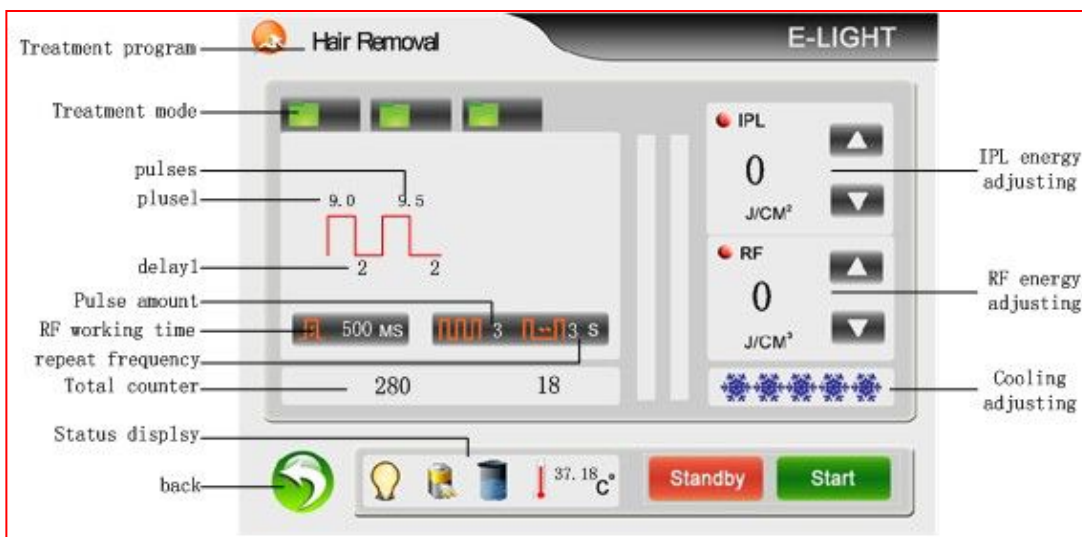 Treatment program
Hair Removal
E-LIGHT
Treatment mode
IPL
0
J/CM²
IPL energy
adjusting
pulses
plusel
9.0 9.5
delay1
2 2
RF
0
J/CM³
RF energy
adjusting
Pulse amount
RF working time
500 MS
3
3 S
repeat frequency
Total counter
280 18
Cooling
adjusting
Status displsy
back
37.18C°
Standby
Start